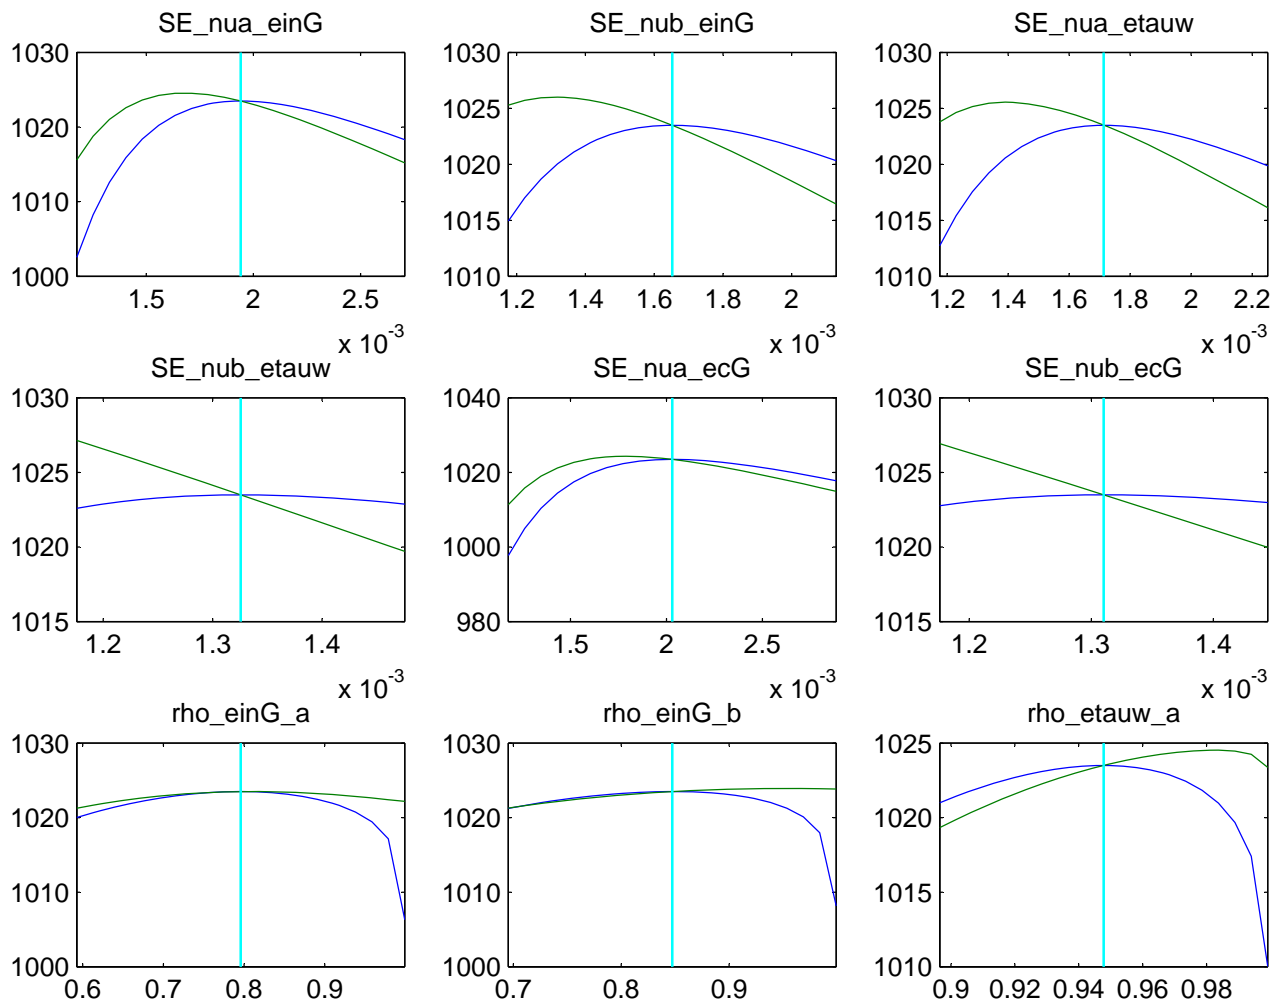 SE_nua_einG SE_nub_einG SE_nua_etauw
1030 1030 1030
1025 1025
1020
1020 1020
1010
1015 1015
1000 1010 1010
1.5 2 2.5 1.2 1.4 1.6 1.8 2 1.2 1.4 1.6 1.8 2 2.2
x 10-3 x 10-3 x 10-3
SE_nub_etauw SE_nua_ecG SE_nub_ecG
1030 1040 1030
1025 1020 1025
1020 1000 1020
1015 980 1015
1.2 1.3 1.4 1.5 2 2.5 1.2 1.3 1.4
x 10-3 x 10-3 x 10-3
rho_einG_a rho_einG_b rho_etauw_a
1030 1030 1025
1020 1020 1020
1010 1010 1015
1000 1000 1010
0.6 0.7 0.8 0.9 0.7 0.8 0.9 0.9 0.92 0.94 0.96 0.98